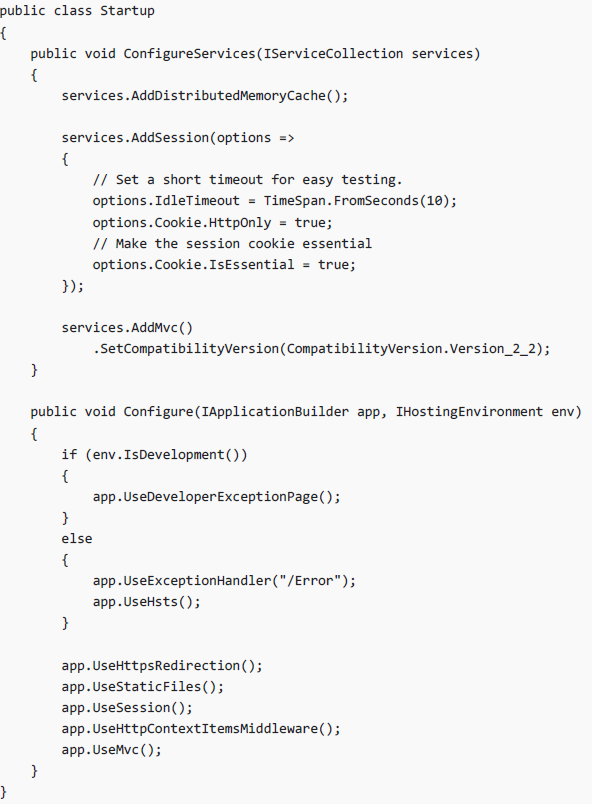 public class Startup
{
    public void ConfigureServices(IServiceCollection services)
    {
        services.AddDistributedMemoryCache();

        services.AddSession(options =>
        {
            // Set a short timeout for easy testing.
            options.IdleTimeout = TimeSpan.FromSeconds(10);
            options.Cookie.HttpOnly = true;
            // Make the session cookie essential
            options.Cookie.IsEssential = true;
        });

        services.AddMvc()
            .SetCompatibilityVersion(CompatibilityVersion.Version_2_2);
    }

    public void Configure(IApplicationBuilder app, IHostingEnvironment env)
    {
        if (env.IsDevelopment())
        {
            app.UseDeveloperExceptionPage();
        }
        else
        {
            app.UseExceptionHandler("/Error");
            app.UseHsts();
        }

        app.UseHttpsRedirection();
        app.UseStaticFiles();
        app.UseSession();
        app.UseHttpContextItemsMiddleware();
        app.UseMvc();
    }
}